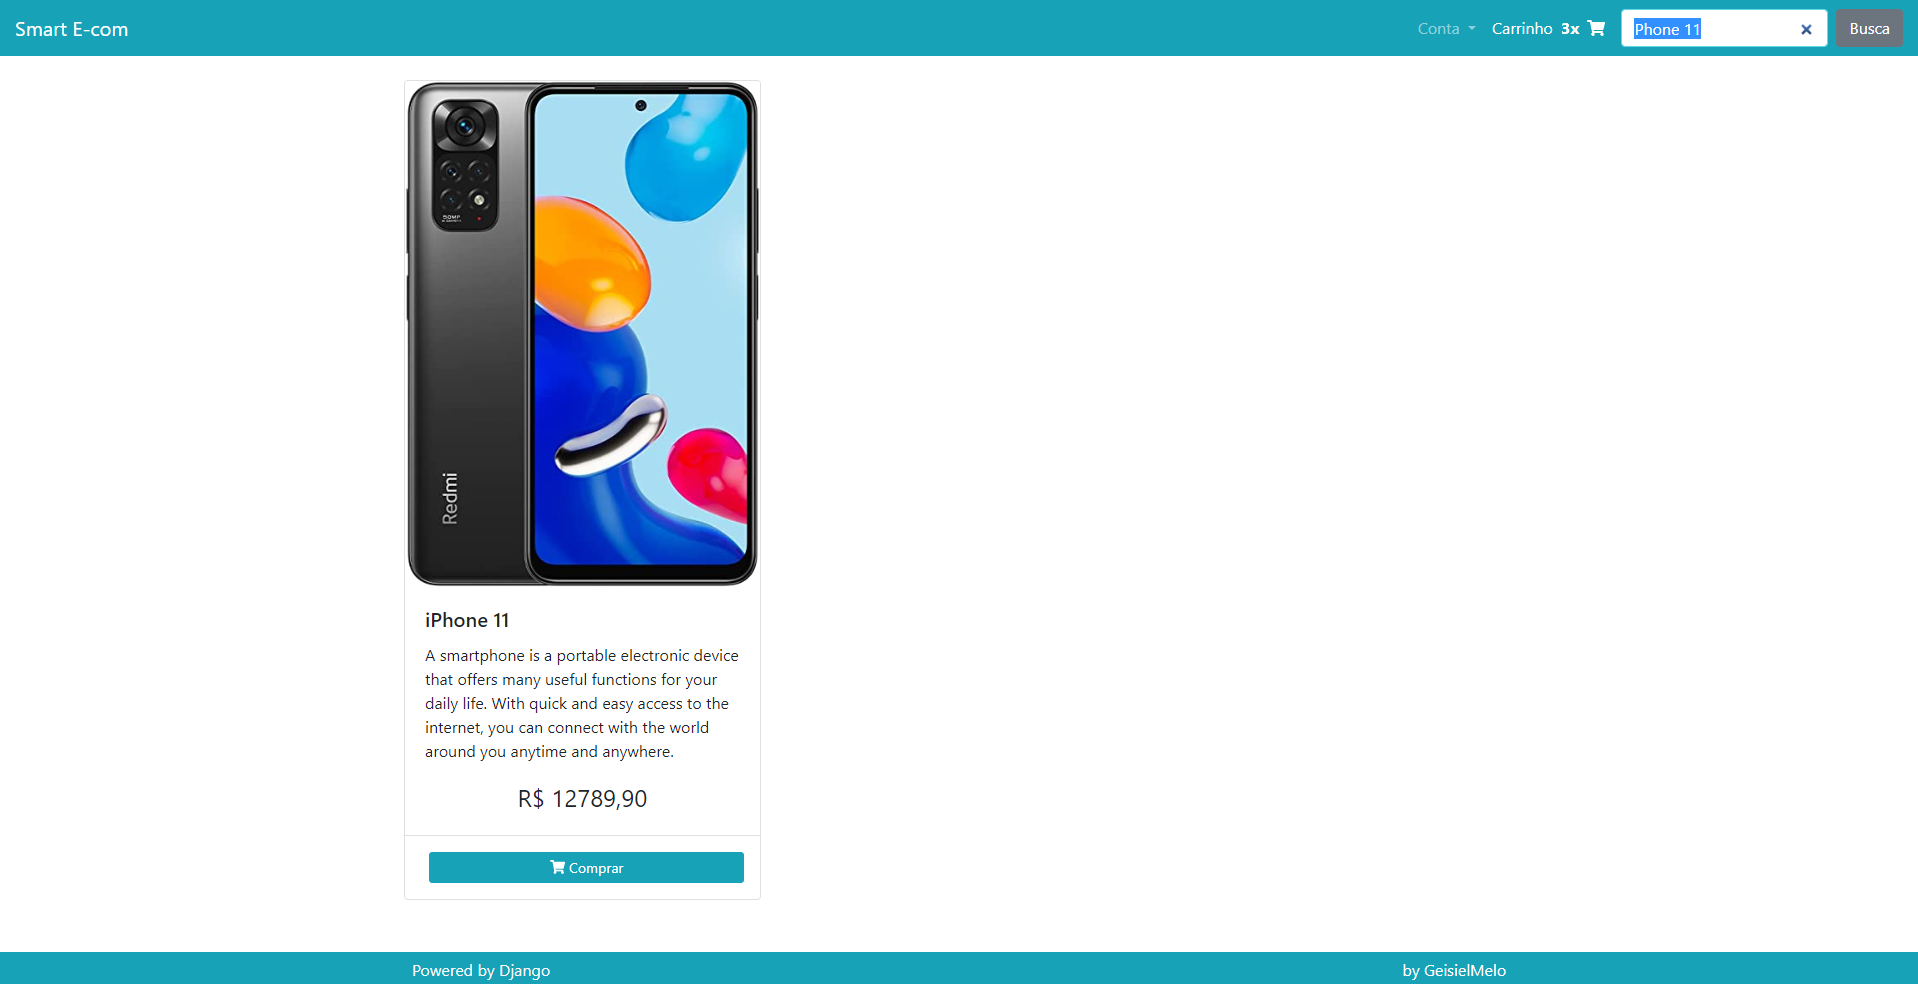 Smart E-com
Conta
Carrinho 3x
Phone 11
Busca
50MP
Redmi
iPhone 11
A smartphone is a portable electronic device
that offers many useful functions for your
daily life. With quick and easy access to the
internet, you can connect with the world
around you anytime and anywhere.
R$ 12789,90
Comprar
Powered by Django
by GeisielMelo